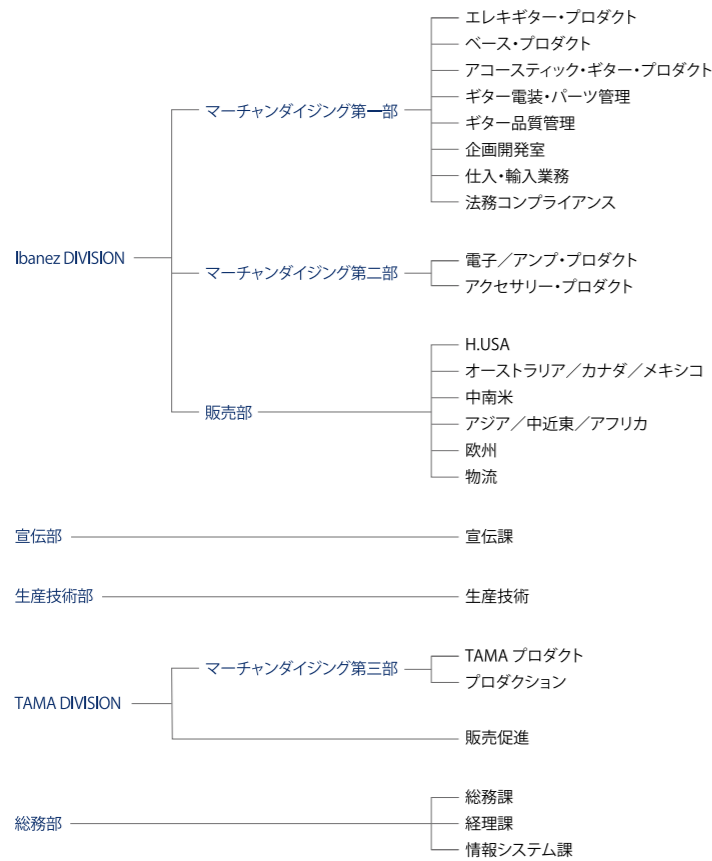 Ibanez DIVISION
マーチャンダイジング第一部
エレキギター・プロダクト
ベース・プロダクト
アコースティック・ギター・プロダクト
ギター電装・パーツ管理
ギター品質管理
企画開発室
仕入・輸入業務
法務コンプライアンス
マーチャンダイジング第二部
電子／アンプ・プロダクト
アクセサリー・プロダクト
販売部
H.USA
オーストラリア／カナダ／メキシコ
中南米
アジア／中近東／アフリカ
欧州
物流
宣伝部
宣伝課
生産技術部
生産技術
TAMA DIVISION
マーチャンダイジング第三部
TAMA プロダクト
プロダクション
販売促進
総務部
総務課
経理課
情報システム課